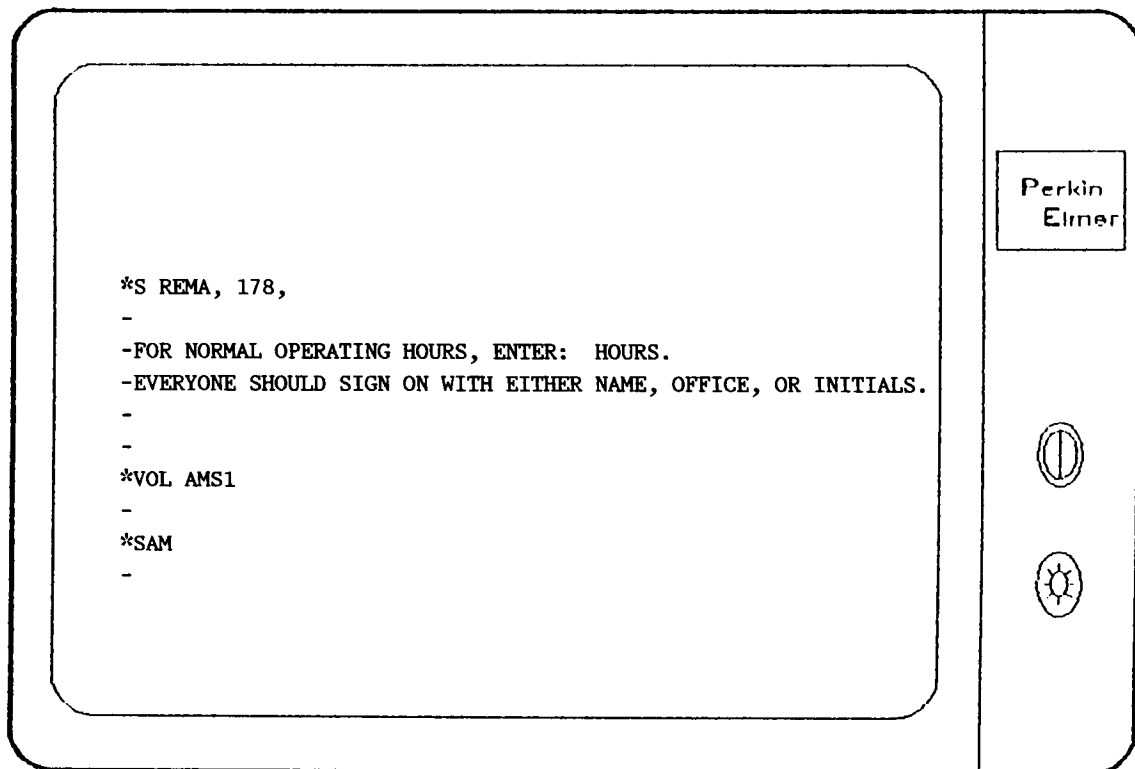 *S REMA, 178,
-
-FOR NORMAL OPERATING HOURS, ENTER: HOURS.
-EVERYONE SHOULD SIGN ON WITH EITHER NAME, OFFICE, OR INITIALS.
-
-
*VOL AMS1
-
*SAM
-
Perkin
Elmer